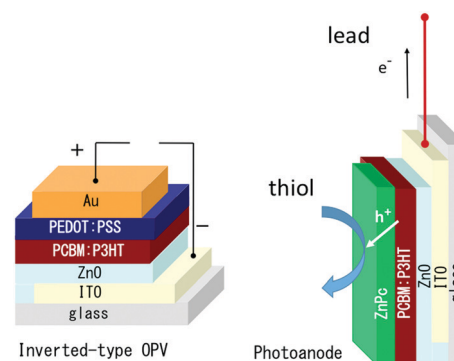 lead
e-
+
Au
PEDOT:PSS
PCBM:P3HT
ZnO
ITO
glass
-
Inverted-type OPV
thiol
h+
ZnPc
PCBM:P3HT
ZnO
ITO
Photoanode